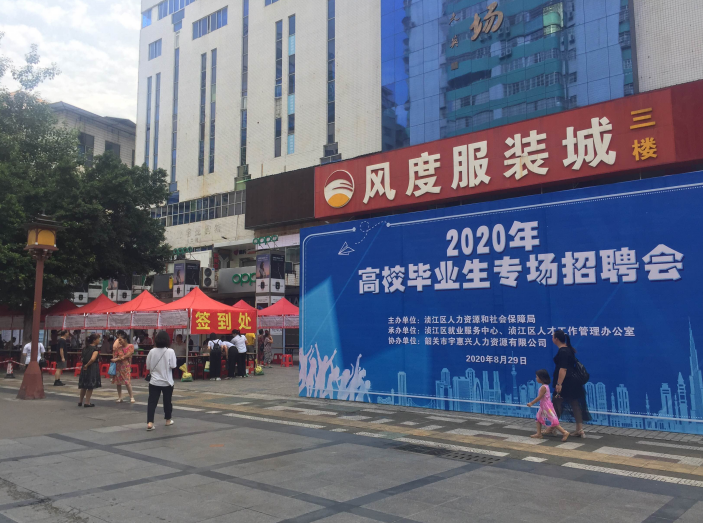 场
风度服装城
三楼
2020年
高校毕业生专场招聘会
主办单位：浈江区人力资源和社会保障局
承办单位：浈江区就业服务中心、浈江区人才工作管理办公室
协办单位：韶关市宇惠兴人力资源有限公司
2020年8月29日
签到处
oppo